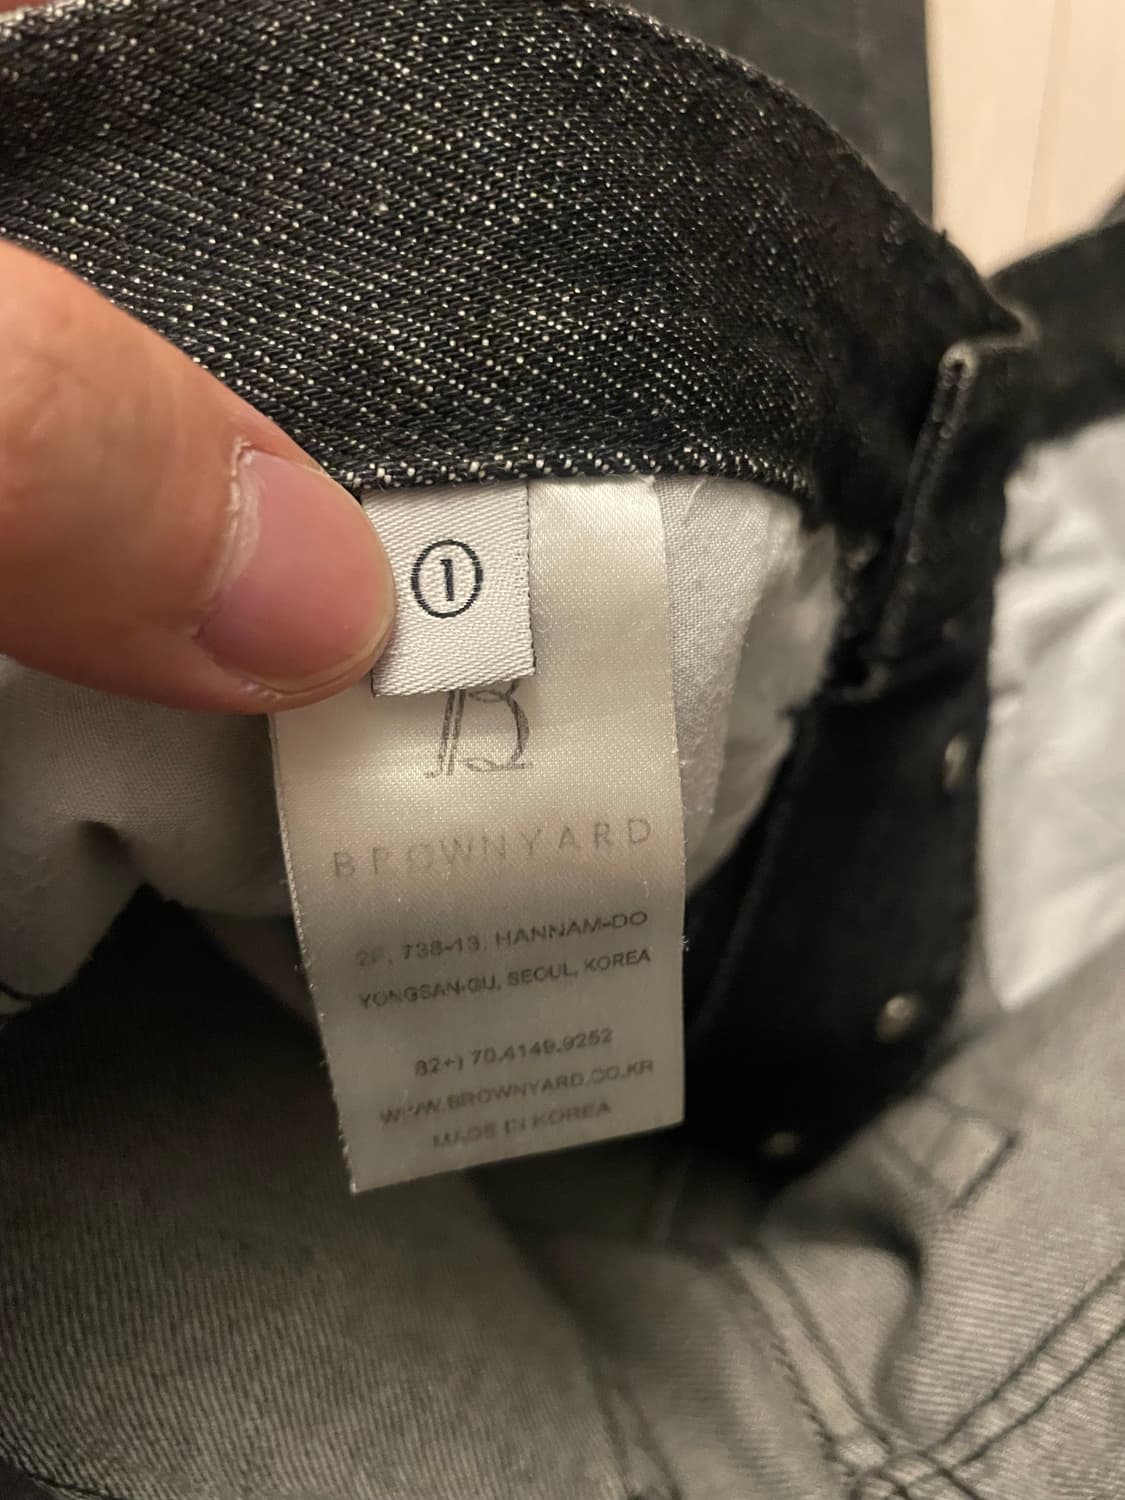 1
B
BROWNYARD
2F, 738-13, HANNAM-DO
YONGSAN-GU, SEOUL, KOREA
82+) 70.4149.9252
WWW.BROWNYARD.CO.KR
MADE IN KOREA